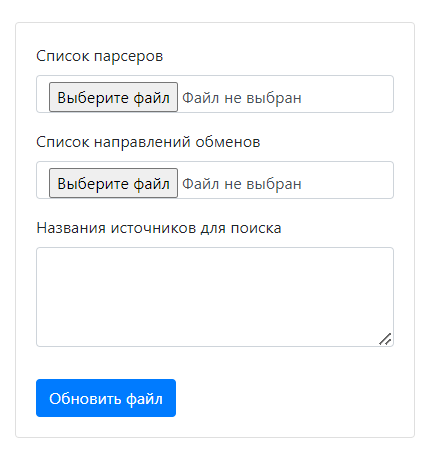 Список парсеров
Выберите файл Файл не выбран
Список направлений обменов
Выберите файл Файл не выбран
Названия источников для поиска
Обновить файл